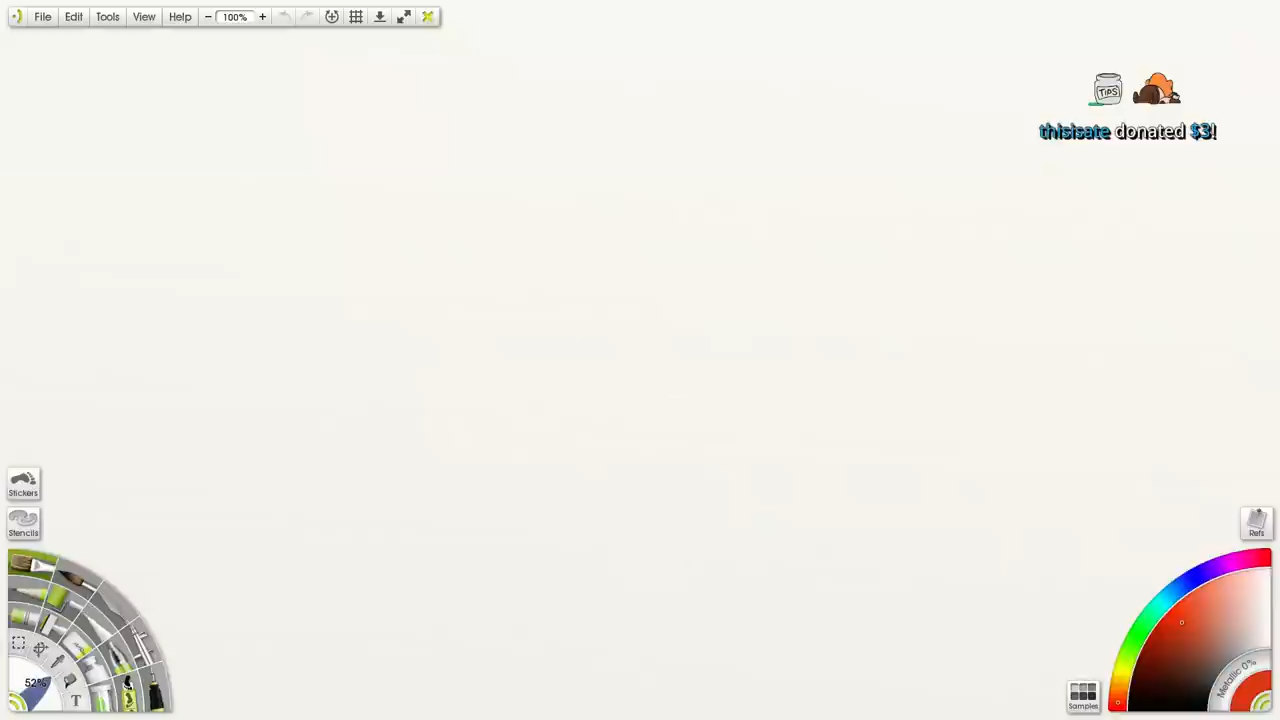 File Edit Tools View Help − 100% +
TIPS
thisisate donated $3!
Stickers
Stencils
Refs
52%
T
Metallic 0%
Samples